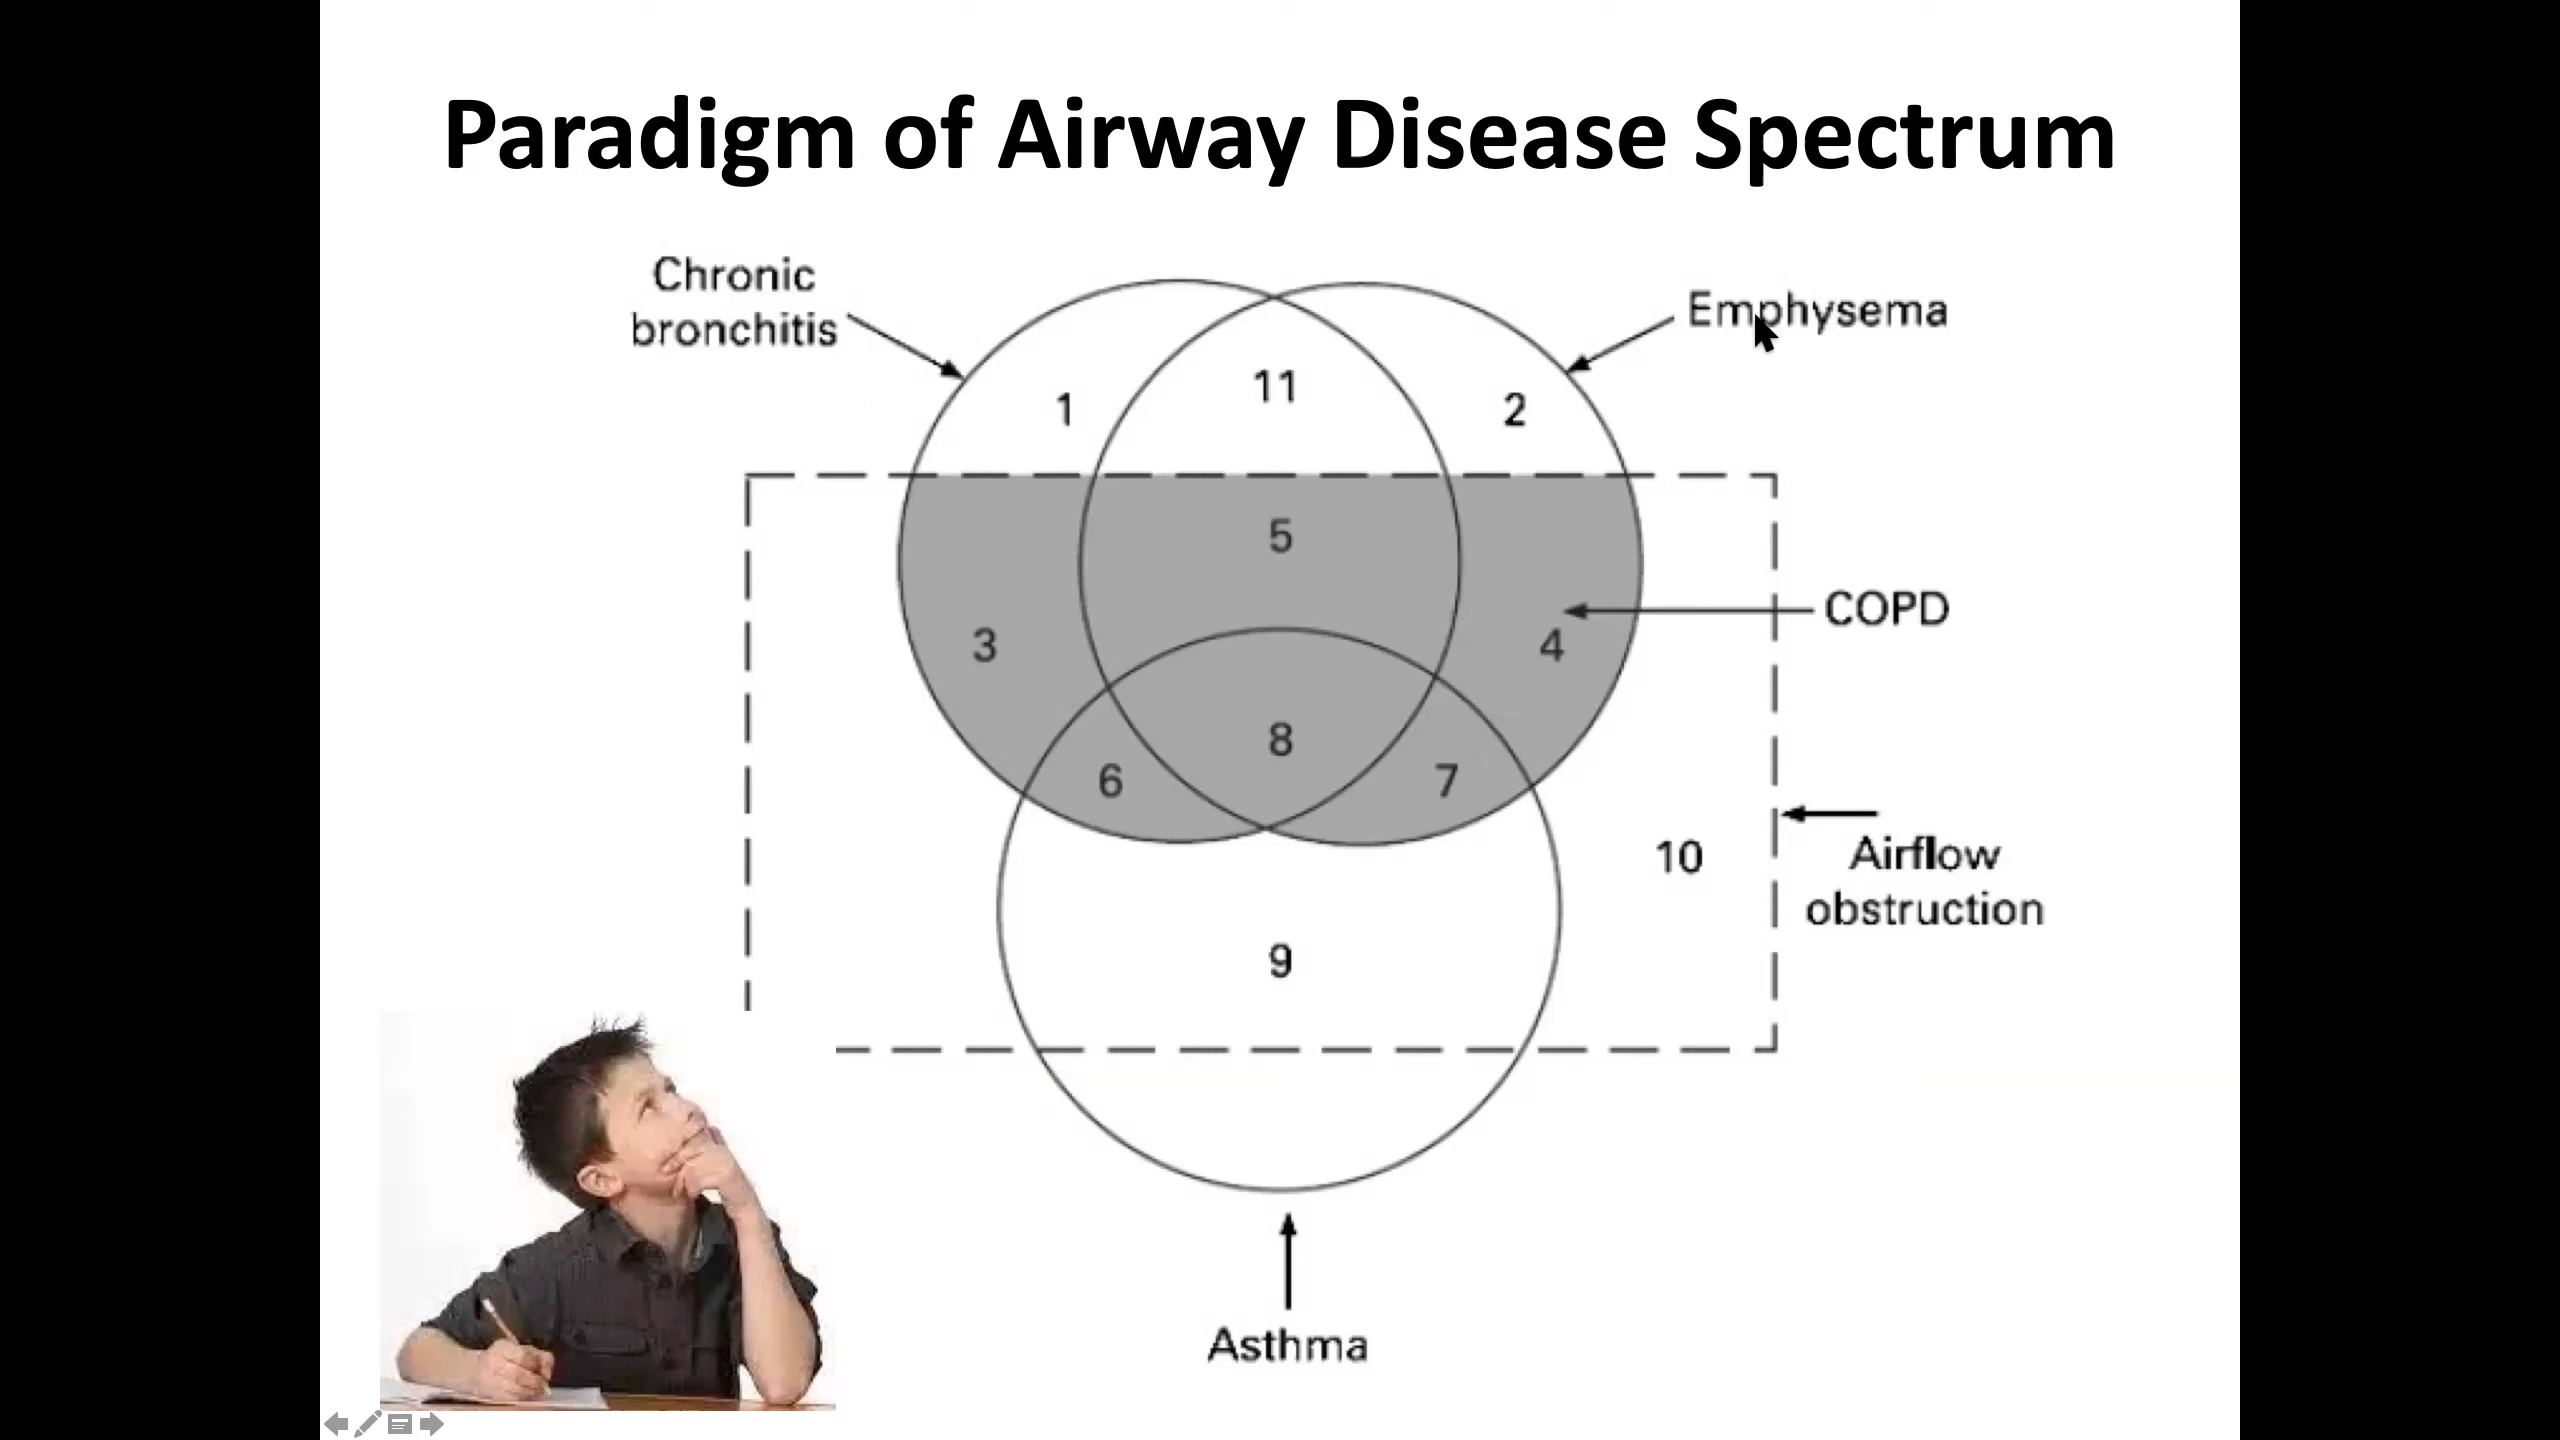 Paradigm of Airway Disease Spectrum
Chronic
bronchitis
Emphysema
1
11
2
5
COPD
3
4
8
6
7
10
Airflow
obstruction
9
Asthma